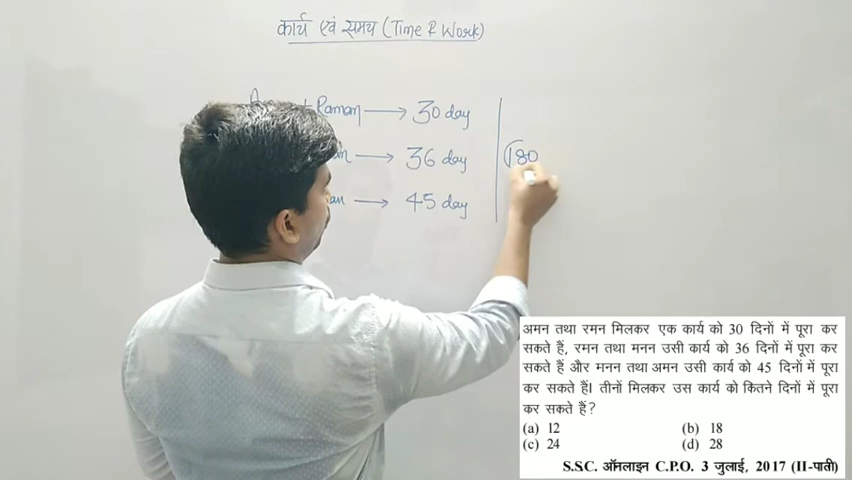 कार्य एवं समय (Time & Work)
Raman → 30 day
→ 36 day
→ 45 day
180
अमन तथा रमन मिलकर एक कार्य को 30 दिनों में पूरा कर
सकते हैं, रमन तथा मनन उसी कार्य को 36 दिनों में पूरा कर
सकते हैं और मनन तथा अमन उसी कार्य को 45 दिनों में पूरा
कर सकते हैं। तीनों मिलकर उस कार्य को कितने दिनों में पूरा
कर सकते हैं?
(a) 12 (b) 18
(c) 24 (d) 28
S.S.C. ऑनलाइन C.P.O. 3 जुलाई, 2017 (II-पाली)